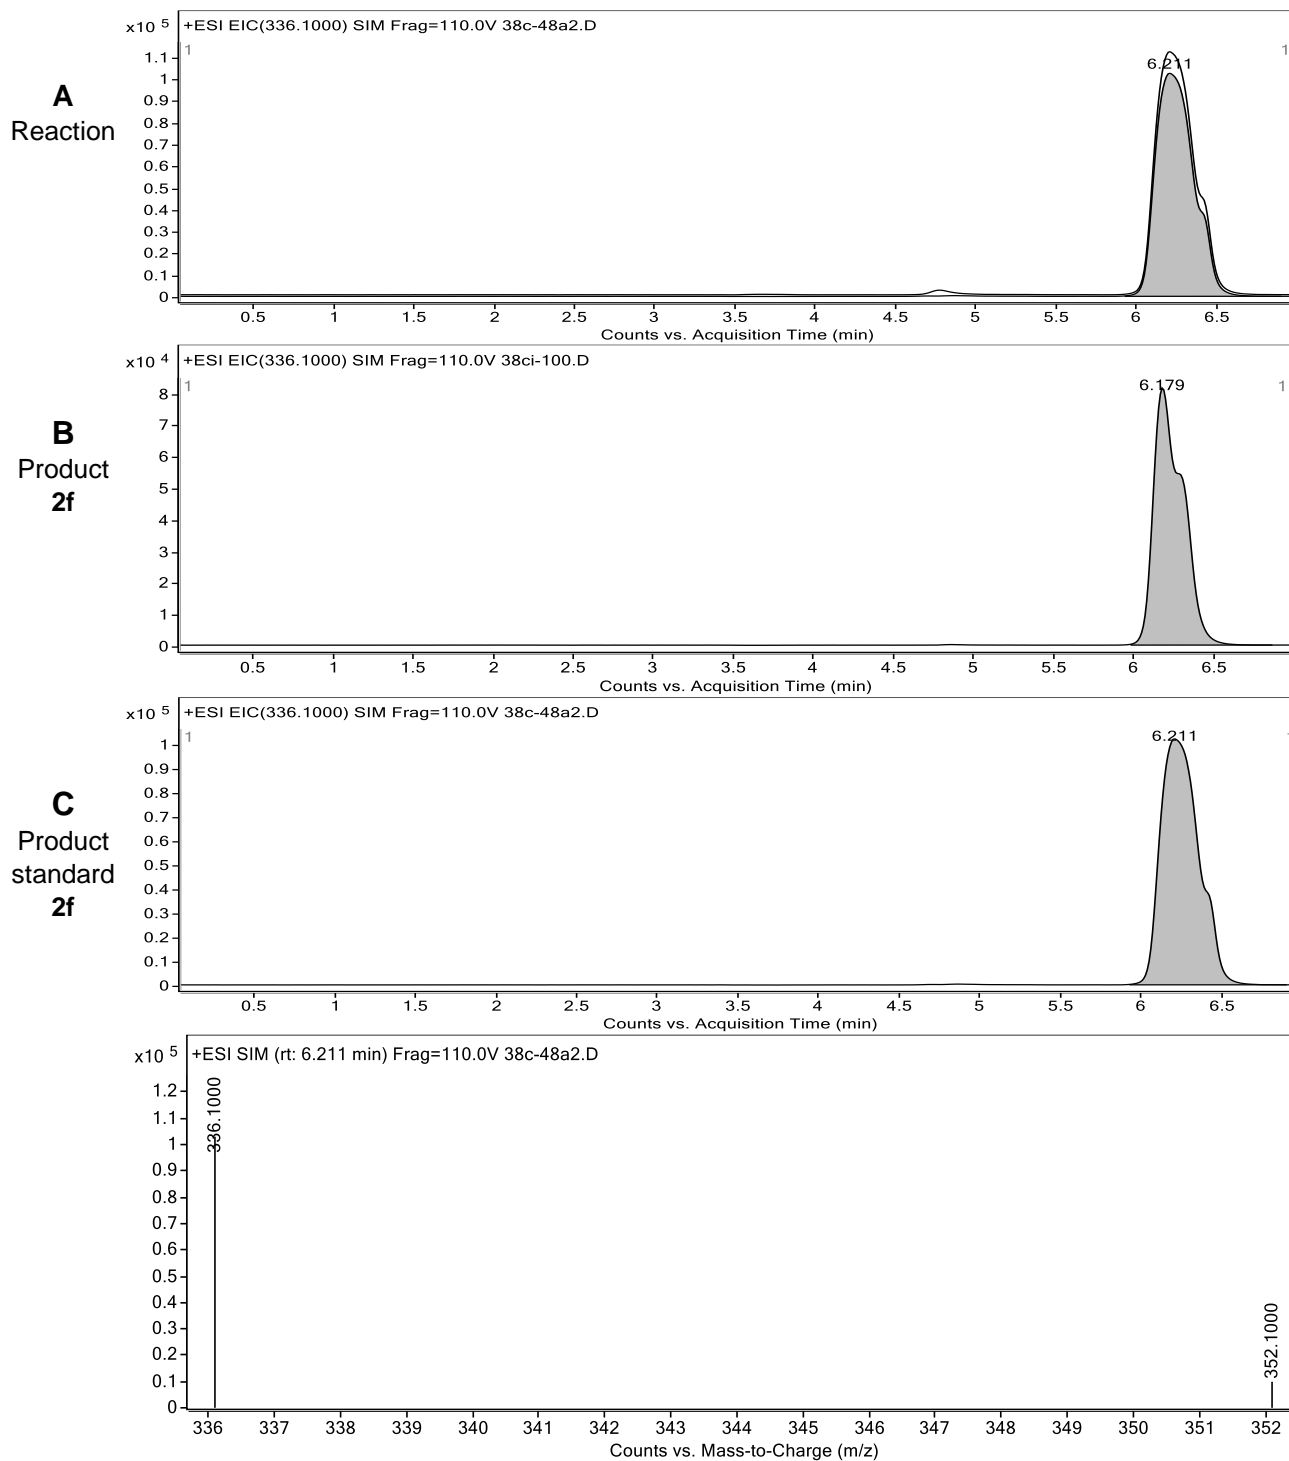 A
Reaction
x10 5
+ESI EIC(336.1000) SIM Frag=110.0V 38c-48a2.D
1 1
6.211
1.1
1
0.9
0.8
0.7
0.6
0.5
0.4
0.3
0.2
0.1
0
0.5 1 1.5 2 2.5 3 3.5 4 4.5 5 5.5 6 6.5
Counts vs. Acquisition Time (min)
B
Product
2f
x10 4
+ESI EIC(336.1000) SIM Frag=110.0V 38ci-100.D
1 1
6.179
8
7
6
5
4
3
2
1
0
0.5 1 1.5 2 2.5 3 3.5 4 4.5 5 5.5 6 6.5
Counts vs. Acquisition Time (min)
C
Product
standard
2f
x10 5
+ESI EIC(336.1000) SIM Frag=110.0V 38c-48a2.D
1
6.211
1
0.9
0.8
0.7
0.6
0.5
0.4
0.3
0.2
0.1
0
0.5 1 1.5 2 2.5 3 3.5 4 4.5 5 5.5 6 6.5
Counts vs. Acquisition Time (min)
x10 5
+ESI SIM (rt: 6.211 min) Frag=110.0V 38c-48a2.D
336.1000
352.1000
1.2
1.1
1
0.9
0.8
0.7
0.6
0.5
0.4
0.3
0.2
0.1
0
336 337 338 339 340 341 342 343 344 345 346 347 348 349 350 351 352
Counts vs. Mass-to-Charge (m/z)